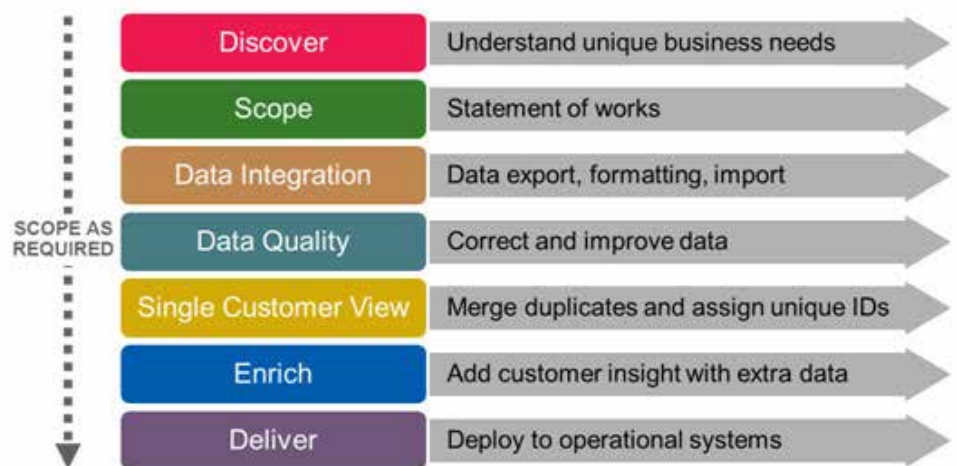 Discover
Understand unique business needs
Scope
Statement of works
Data Integration
Data export, formatting, import
SCOPE AS
REQUIRED
Data Quality
Correct and improve data
Single Customer View
Merge duplicates and assign unique IDs
Enrich
Add customer insight with extra data
Deliver
Deploy to operational systems